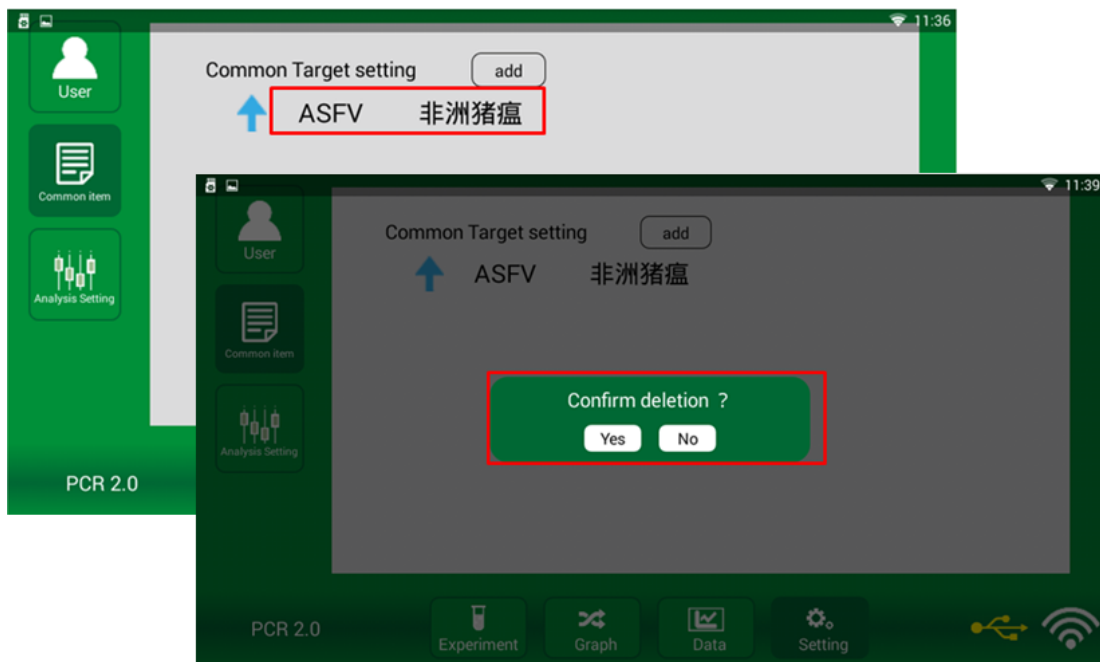 11:36
User
Common Target setting add
ASFV 非洲猪瘟
Common item
Analysis Setting
PCR 2.0
11:39
User
Common Target setting add
ASFV 非洲猪瘟
Common item
Confirm deletion ?
Yes No
Analysis Setting
PCR 2.0
Experiment Graph Data Setting